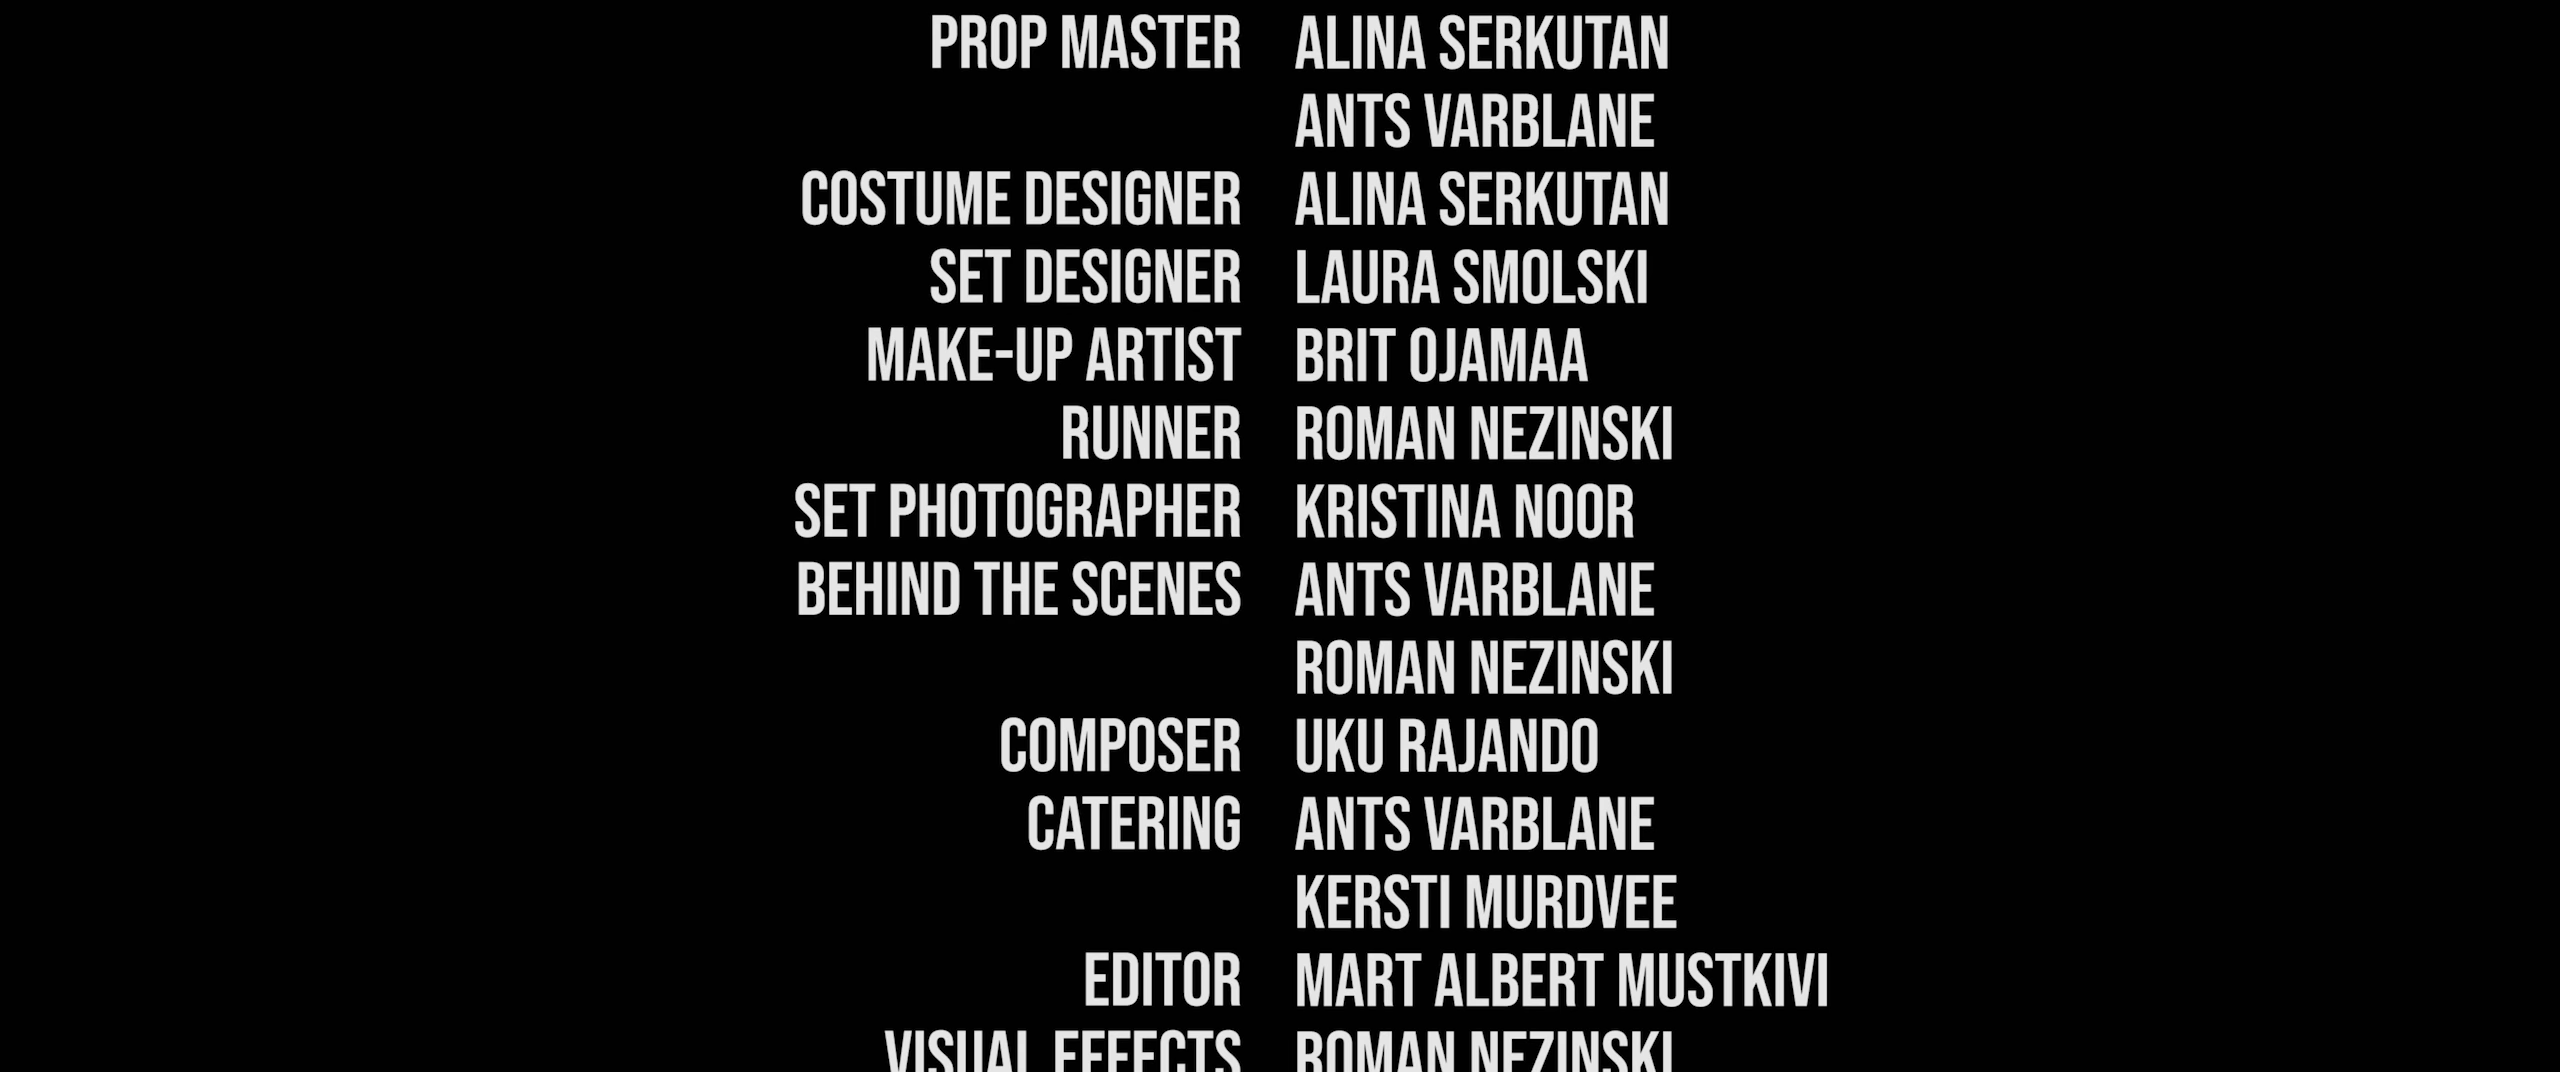 PROP MASTER ALINA SERKUTAN
ANTS VARBLANE
COSTUME DESIGNER ALINA SERKUTAN
SET DESIGNER LAURA SMOLSKI
MAKE-UP ARTIST BRIT OJAMAA
RUNNER ROMAN NEZINSKI
SET PHOTOGRAPHER KRISTINA NOOR
BEHIND THE SCENES ANTS VARBLANE
ROMAN NEZINSKI
COMPOSER UKU RAJANDO
CATERING ANTS VARBLANE
KERSTI MURDVEE
EDITOR MART ALBERT MUSTKIVI
VISUAL EFFECTS ROMAN NEZINSKI